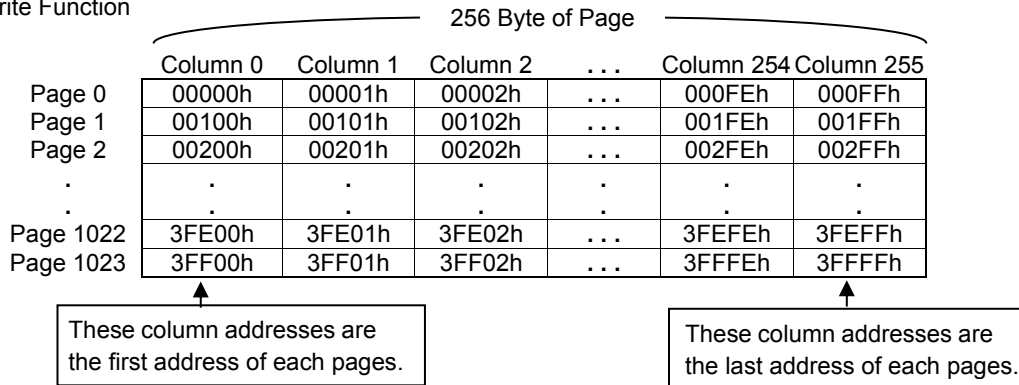 256 Byte of Page
Column 0 Column 1 Column 2 ... Column 254 Column 255
Page 0 00000h 00001h 00002h ... 000FEh 000FFh
Page 1 00100h 00101h 00102h ... 001FEh 001FFh
Page 2 00200h 00201h 00202h ... 002FEh 002FFh
. . . . . . .
. . . . . . .
Page 1022 3FE00h 3FE01h 3FE02h ... 3FEFEh 3FEFFh
Page 1023 3FF00h 3FF01h 3FF02h ... 3FFFEh 3FFFFh
These column addresses are
the first address of each pages.
These column addresses are
the last address of each pages.